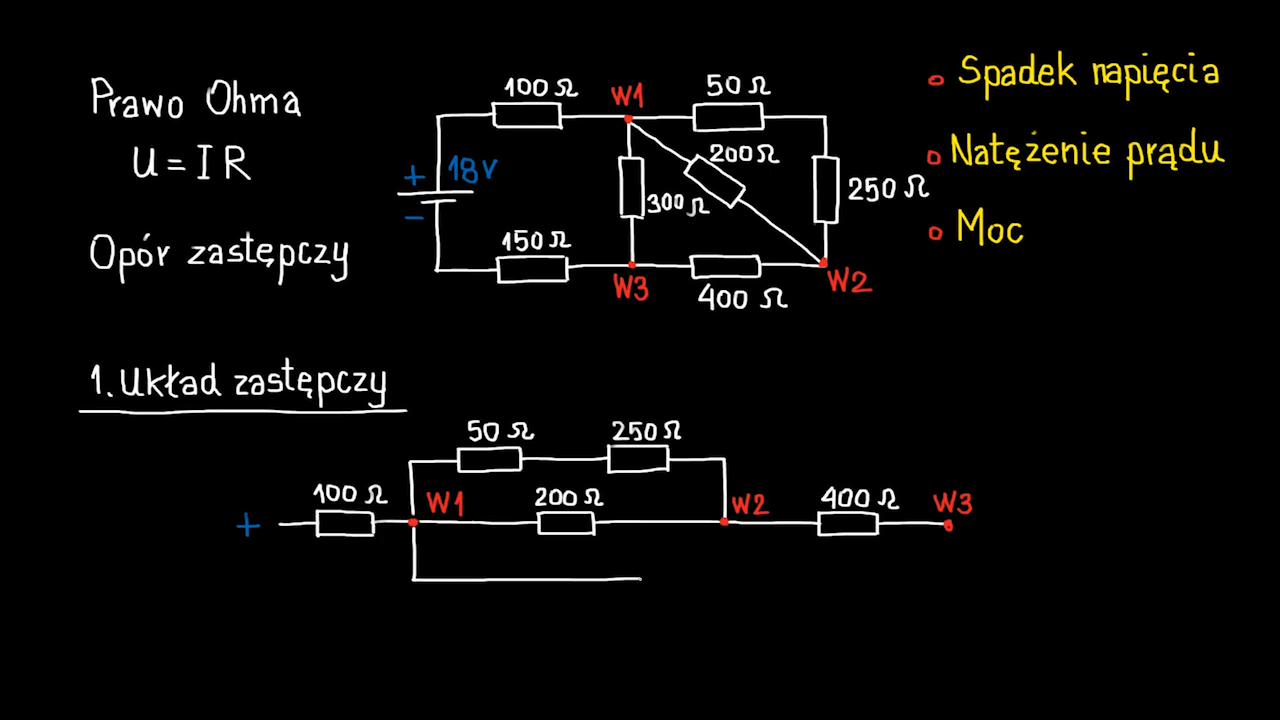 Prawo Ohma
U = I R
Opór zastępczy
100 Ω
W1
50 Ω
200 Ω
+ 18V
-
300 Ω
250 Ω
150 Ω
W3
400 Ω
W2
Spadek napięcia
Natężenie prądu
Moc
1. Układ zastępczy
50 Ω
250 Ω
+
100 Ω
W1
200 Ω
W2
400 Ω
W3